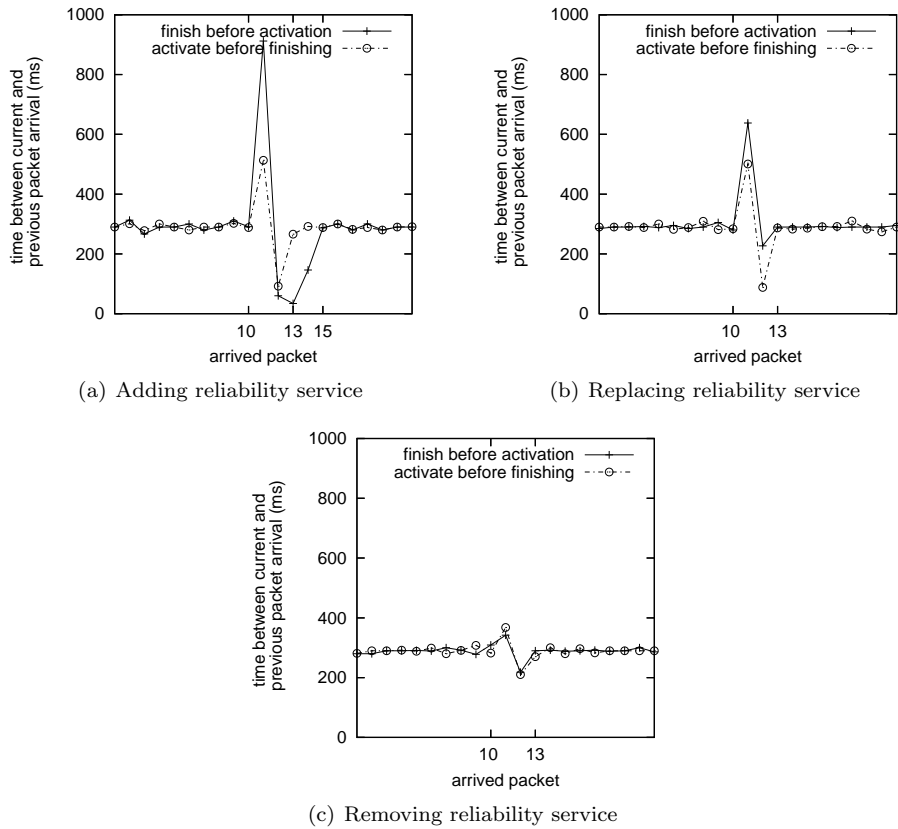 1000
800
600
400
200
0
finish before activation
activate before finishing
time between current and
previous packet arrival (ms)
10
13
15
arrived packet
(a) Adding reliability service
1000
800
600
400
200
0
finish before activation
activate before finishing
time between current and
previous packet arrival (ms)
10
13
arrived packet
(b) Replacing reliability service
1000
800
600
400
200
0
finish before activation
activate before finishing
time between current and
previous packet arrival (ms)
10
13
arrived packet
(c) Removing reliability service